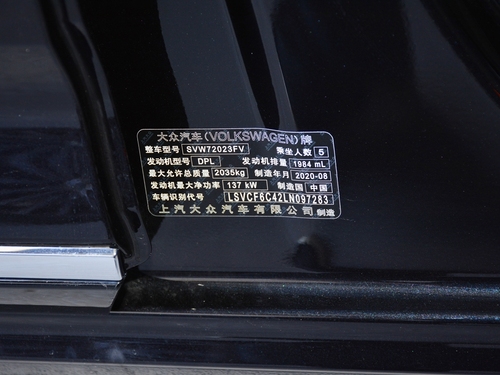 大众汽车(VOLKSWAGEN)牌
整车型号 SVW72023FV 乘坐人数 5
发动机型号 DPL 发动机排量 1984 mL
最大允许总质量 2035kg 制造年月 2020-08
发动机最大净功率 137 kW 制造国 中国
车辆识别代号 LSVCF6C42LN097283
上汽大众汽车有限公司 制造